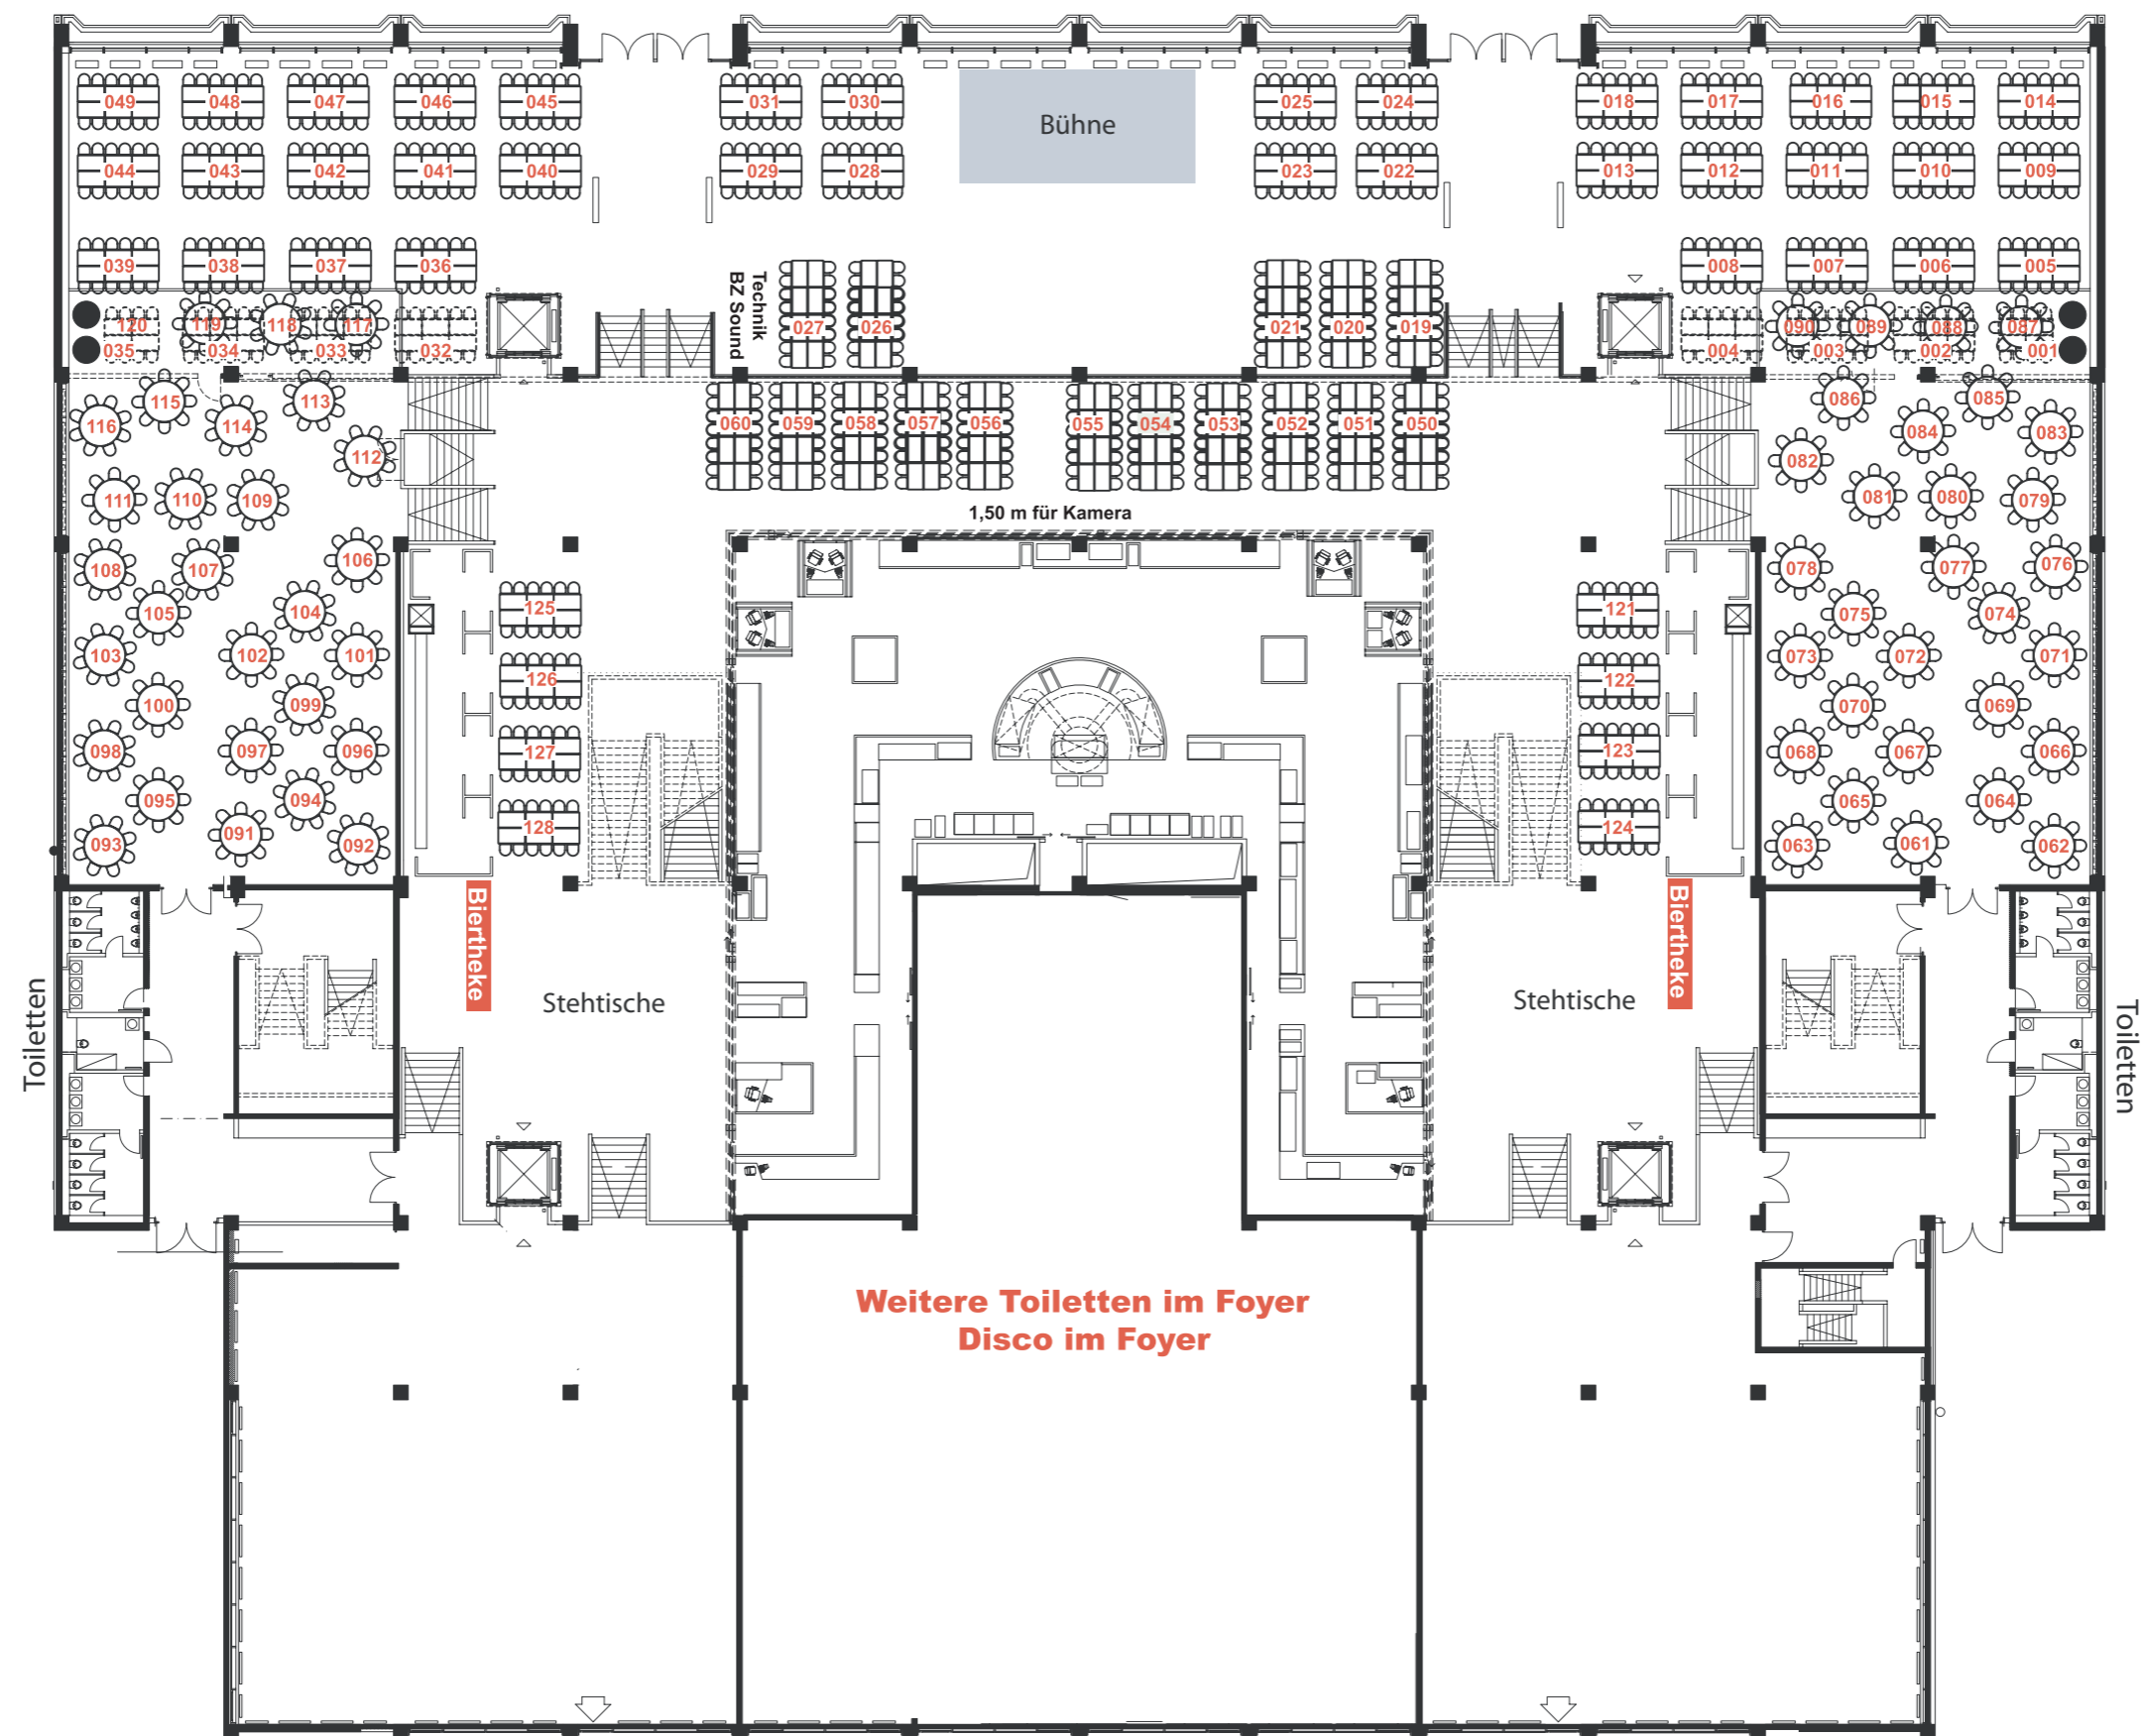 049 048 047 046 045 031 030 Bühne 025 024 018 017 016 015 014
044 043 042 041 040 029 028 023 022 013 012 011 010 009
039 038 037 036 008 007 006 005
Technik
BZ Sound
027 026 021 020 019
120 119 118 117 090 089 088 087
035 034 033 032 004 003 002 001
116 115 114 113 060 059 058 057 056 055 054 053 052 051 050 086 085 084 083
112 082
111 110 109 081 080 079
1,50 m für Kamera
108 107 106 078 077 076
105 104 125 121 075 074
103 102 101 126 122 073 072 071
100 099 070 069
098 097 096 127 123 068 067 066
095 094 065 064
093 091 092 128 124 063 061 062
Biertheke
Biertheke
Toiletten
Stehtische
Stehtische
Toiletten
Weitere Toiletten im Foyer
Disco im Foyer